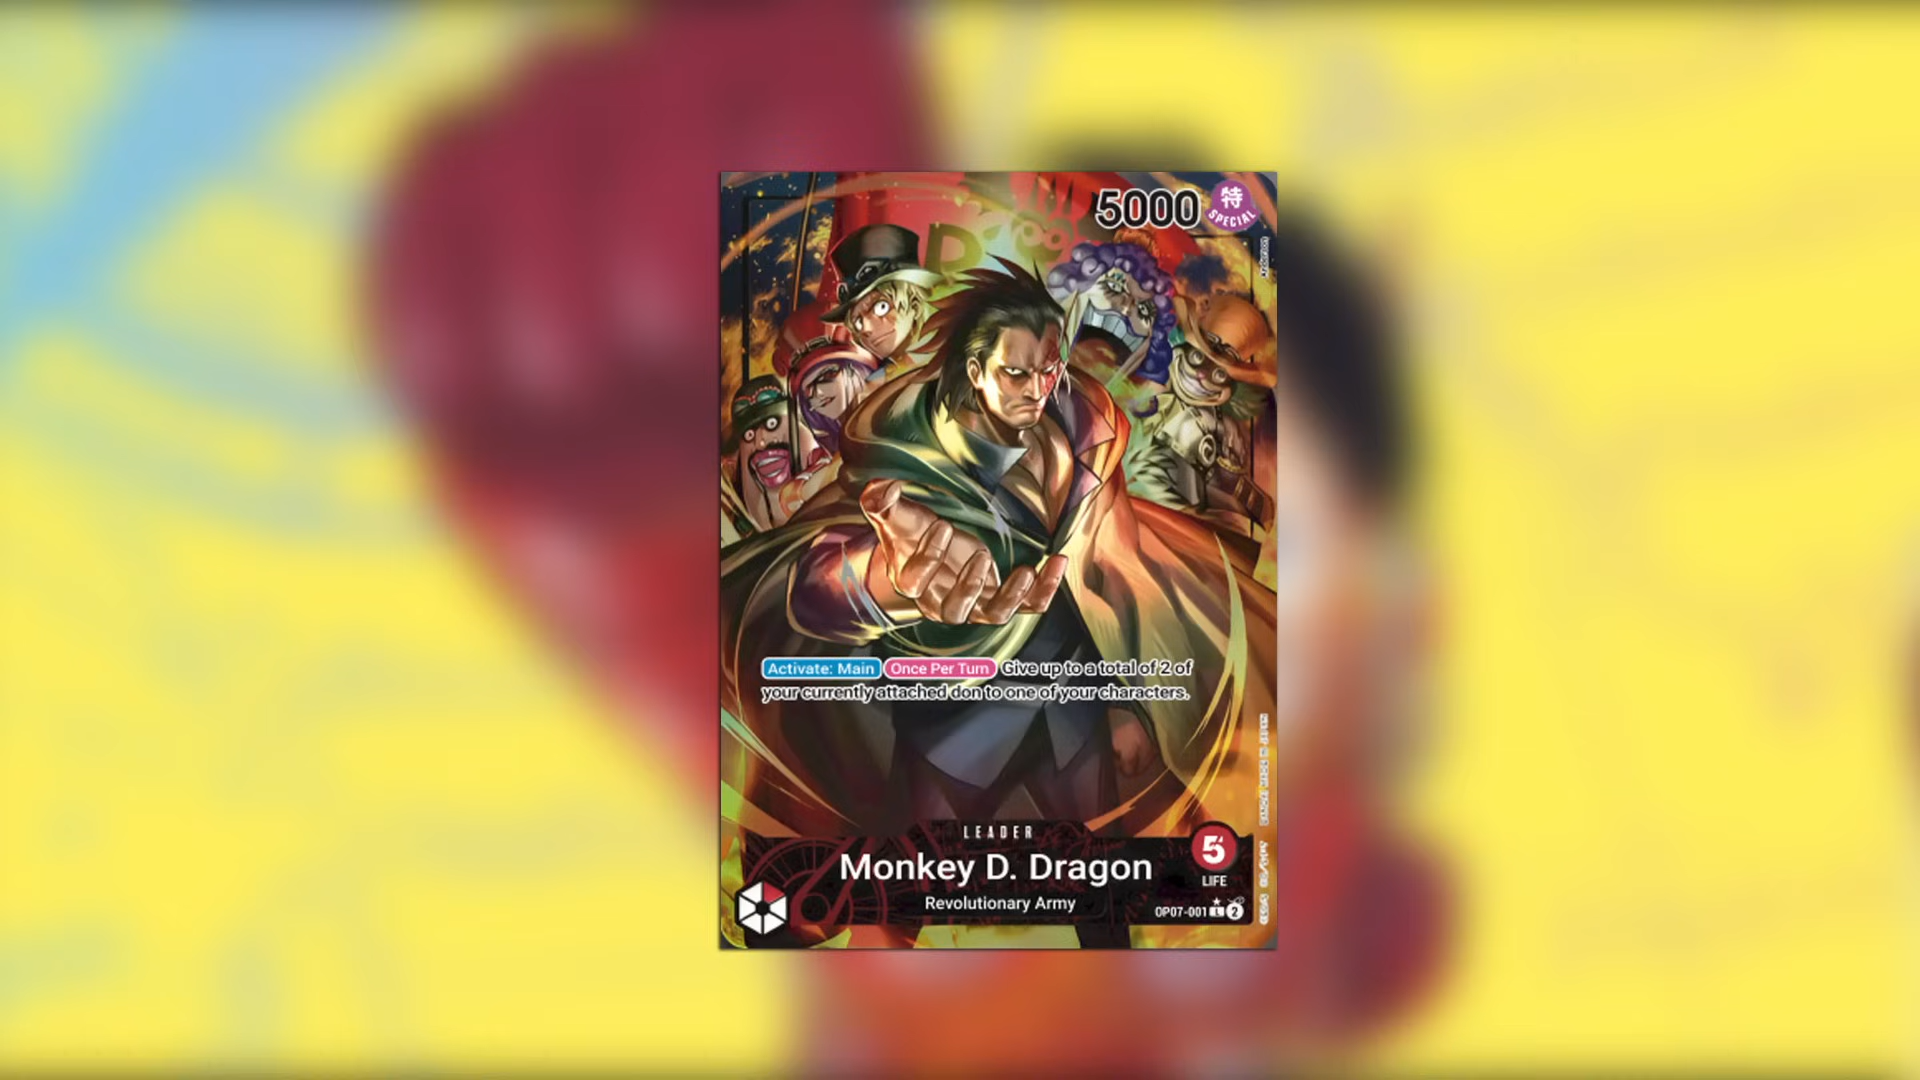 5000
特
SPECIAL
Anderson
Activate: Main Once Per Turn Give up to a total of 2 of
your currently attached don to one of your characters.
LEADER
Monkey D. Dragon
5
LIFE
Revolutionary Army
OP07-001 L 2